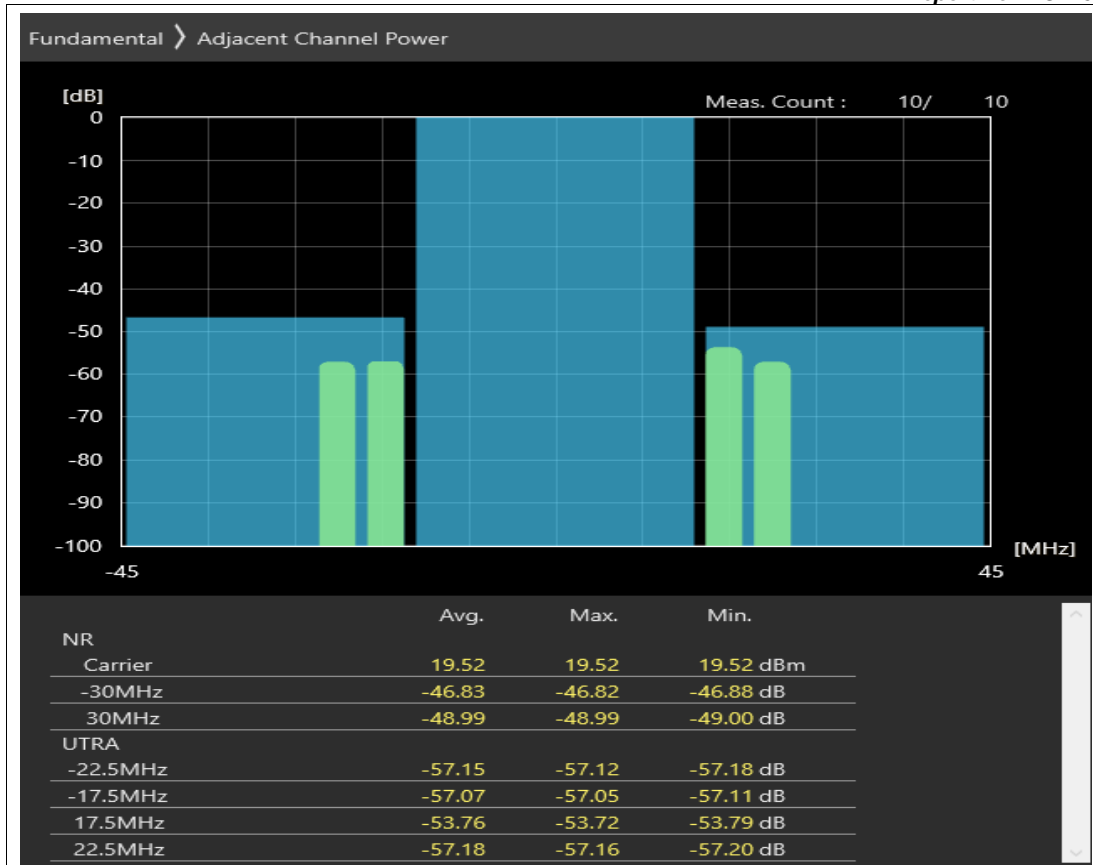 Fundamental ❭ Adjacent Channel Power
[dB]
Meas. Count : 10/ 10
0
-10
-20
-30
-40
-50
-60
-70
-80
-90
-100
[MHz]
-45 45
Avg. Max. Min.
NR
Carrier 19.52 19.52 19.52 dBm
-30MHz -46.83 -46.82 -46.88 dB
30MHz -48.99 -48.99 -49.00 dB
UTRA
-22.5MHz -57.15 -57.12 -57.18 dB
-17.5MHz -57.07 -57.05 -57.11 dB
17.5MHz -53.76 -53.72 -53.79 dB
22.5MHz -57.18 -57.16 -57.20 dB